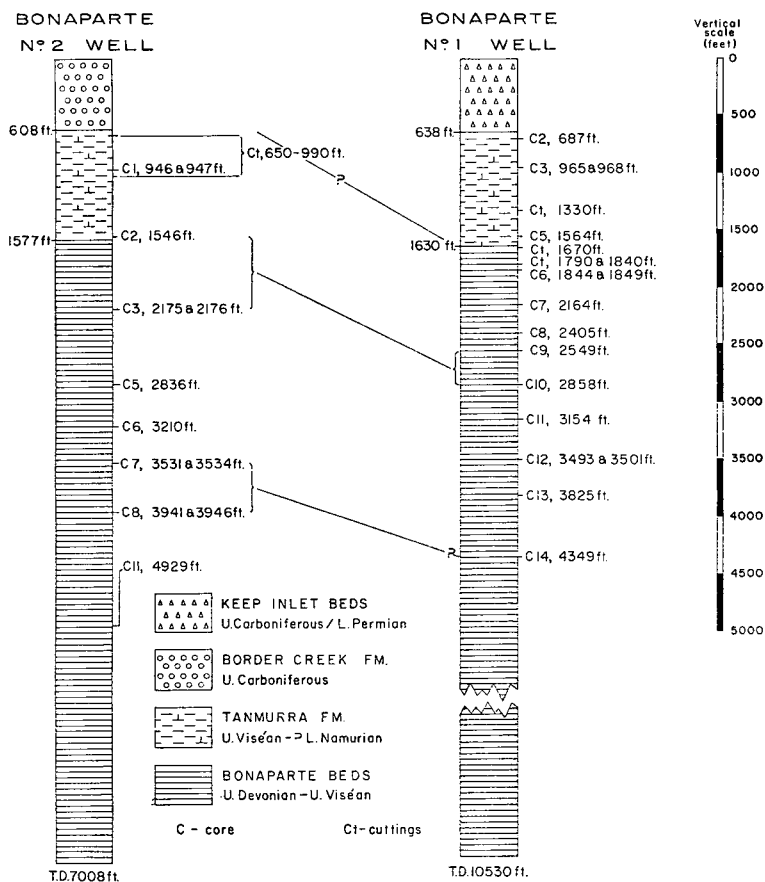 BONAPARTE
Nº 2 WELL
608ft.
Ct, 650-990ft.
C1, 946 & 947ft.
1577ft
C2, 1546ft.
C3, 2175 & 2176 ft.
C5, 2836ft.
C6, 3210ft.
C7, 3531 & 3534ft.
C8, 3941 & 3946ft.
C11, 4929ft.
T.D.7008ft.
?
?
BONAPARTE
Nº 1 WELL
638ft.
C2, 687ft.
C3, 965 & 968ft.
Ct, 1330ft.
C5, 1564ft.
1630ft.
Ct, 1670ft.
Ct, 1790 & 1840ft.
C6, 1844 & 1849ft.
C7, 2164ft.
C8, 2405ft.
C9, 2549ft.
C10, 2858ft.
C11, 3154 ft.
C12, 3493 & 3501ft.
C13, 3825ft.
C14, 4349ft.
T.D.10530ft.
Vertical
scale
(feet)
0
500
1000
1500
2000
2500
3000
3500
4000
4500
5000
KEEP INLET BEDS
U.Carboniferous / L. Permian
BORDER CREEK FM.
U. Carboniferous
TANMURRA FM.
U. Viséan - ? L. Namurian
BONAPARTE BEDS
U. Devonian - U. Viséan
C - core
Ct-cuttings